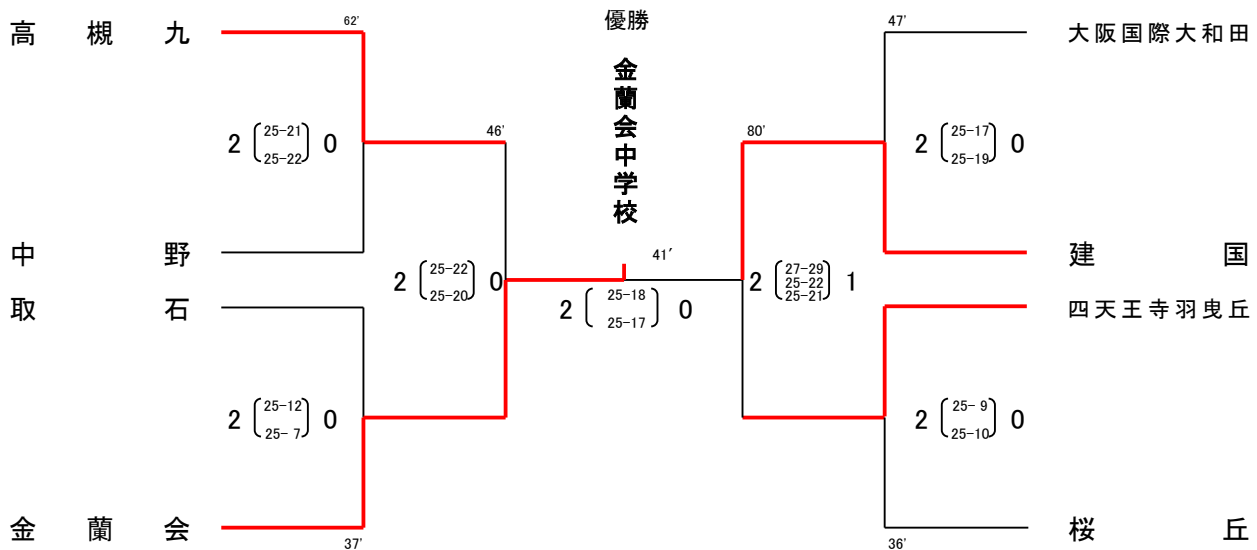 優勝
金蘭会中学校
高槻九
62'
2 25-21 0
25-22
中野
46'
2 25-22 0
25-20
取石
2 25-12 0
25- 7
金蘭会
37'
41'
2 25-18 0
25-17
47'
大阪国際大和田
80'
2 25-17 0
25-19
建国
2 27-29 1
25-22
25-21
四天王寺羽曳丘
2 25- 9 0
25-10
36'
桜丘